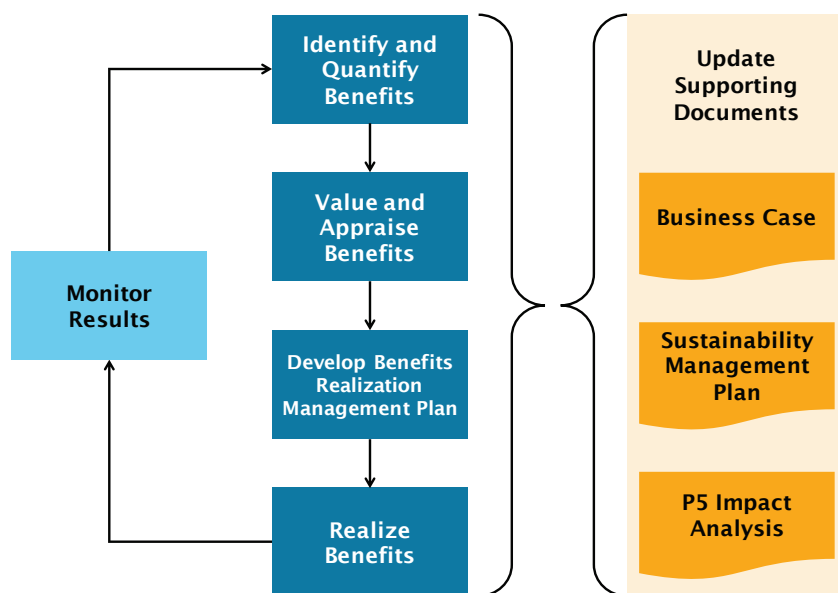 Identify and
Quantify
Benefits
Value and
Appraise
Benefits
Monitor
Results
Develop Benefits
Realization
Management Plan
Realize
Benefits
Update
Supporting
Documents
Business Case
Sustainability
Management
Plan
P5 Impact
Analysis